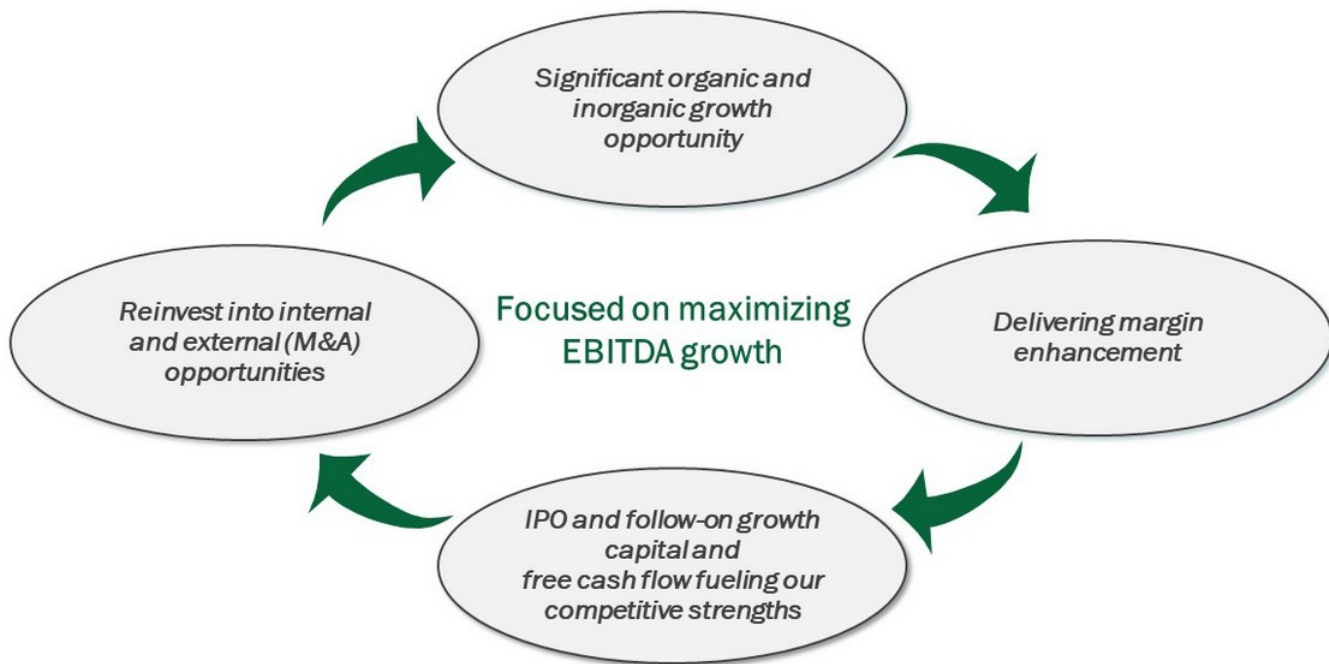 Significant organic and
inorganic growth
opportunity
Reinvest into internal
and external (M&A)
opportunities
Focused on maximizing
EBITDA growth
Delivering margin
enhancement
IPO and follow-on growth
capital and
free cash flow fueling our
competitive strengths